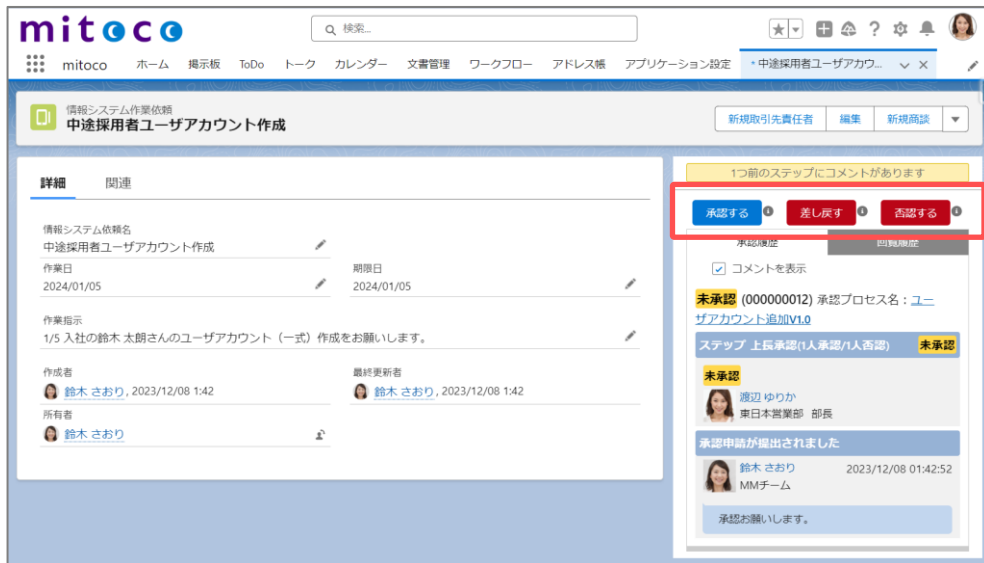 mitoco
検索...
mitoco ホーム 掲示板 ToDo トーク カレンダー 文書管理 ワークフロー アドレス帳 アプリケーション設定 * 中途採用者ユーザアカウ...
情報システム作業依頼
中途採用者ユーザアカウント作成
新規取引先責任者 編集 新規商談
詳細 関連
情報システム依頼名
中途採用者ユーザアカウント作成
作業日 期限日
2024/01/05 2024/01/05
作業指示
1/5 入社の鈴木 太朗さんのユーザアカウント（一式）作成をお願いします。
作成者 最終更新者
鈴木 さおり, 2023/12/08 1:42 鈴木 さおり, 2023/12/08 1:42
所有者
鈴木 さおり
1つ前のステップにコメントがあります
承認する 差し戻す 否認する
承認履歴 回覧履歴
コメントを表示
未承認 (000000012) 承認プロセス名：ユー
ザアカウント追加V1.0
ステップ 上長承認(1人承認/1人否認) 未承認
未承認
渡辺 ゆりか
東日本営業部 部長
承認申請が提出されました
鈴木 さおり 2023/12/08 01:42:52
MMチーム
承認お願いします。